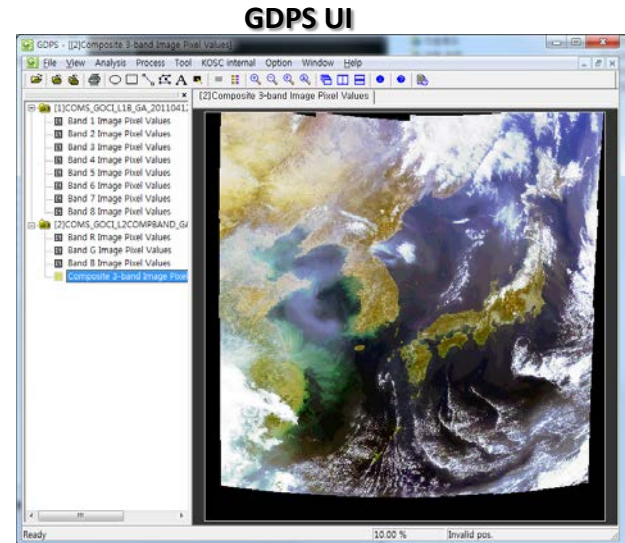 GDPS UI
GDPS - [[2]Composite 3-band Image Pixel Values]
File View Analysis Process Tool KOSC internal Option Window Help
[2]Composite 3-band Image Pixel Values
[1]COMS_GOCI_L1B_GA_2011041
Band 1 Image Pixel Values
Band 2 Image Pixel Values
Band 3 Image Pixel Values
Band 4 Image Pixel Values
Band 5 Image Pixel Values
Band 6 Image Pixel Values
Band 7 Image Pixel Values
Band 8 Image Pixel Values
[2]COMS_GOCI_L2COMPBAND_GA
Band R Image Pixel Values
Band G Image Pixel Values
Band B Image Pixel Values
Composite 3-band Image Pixel
Ready 10.00 % Invalid pos.